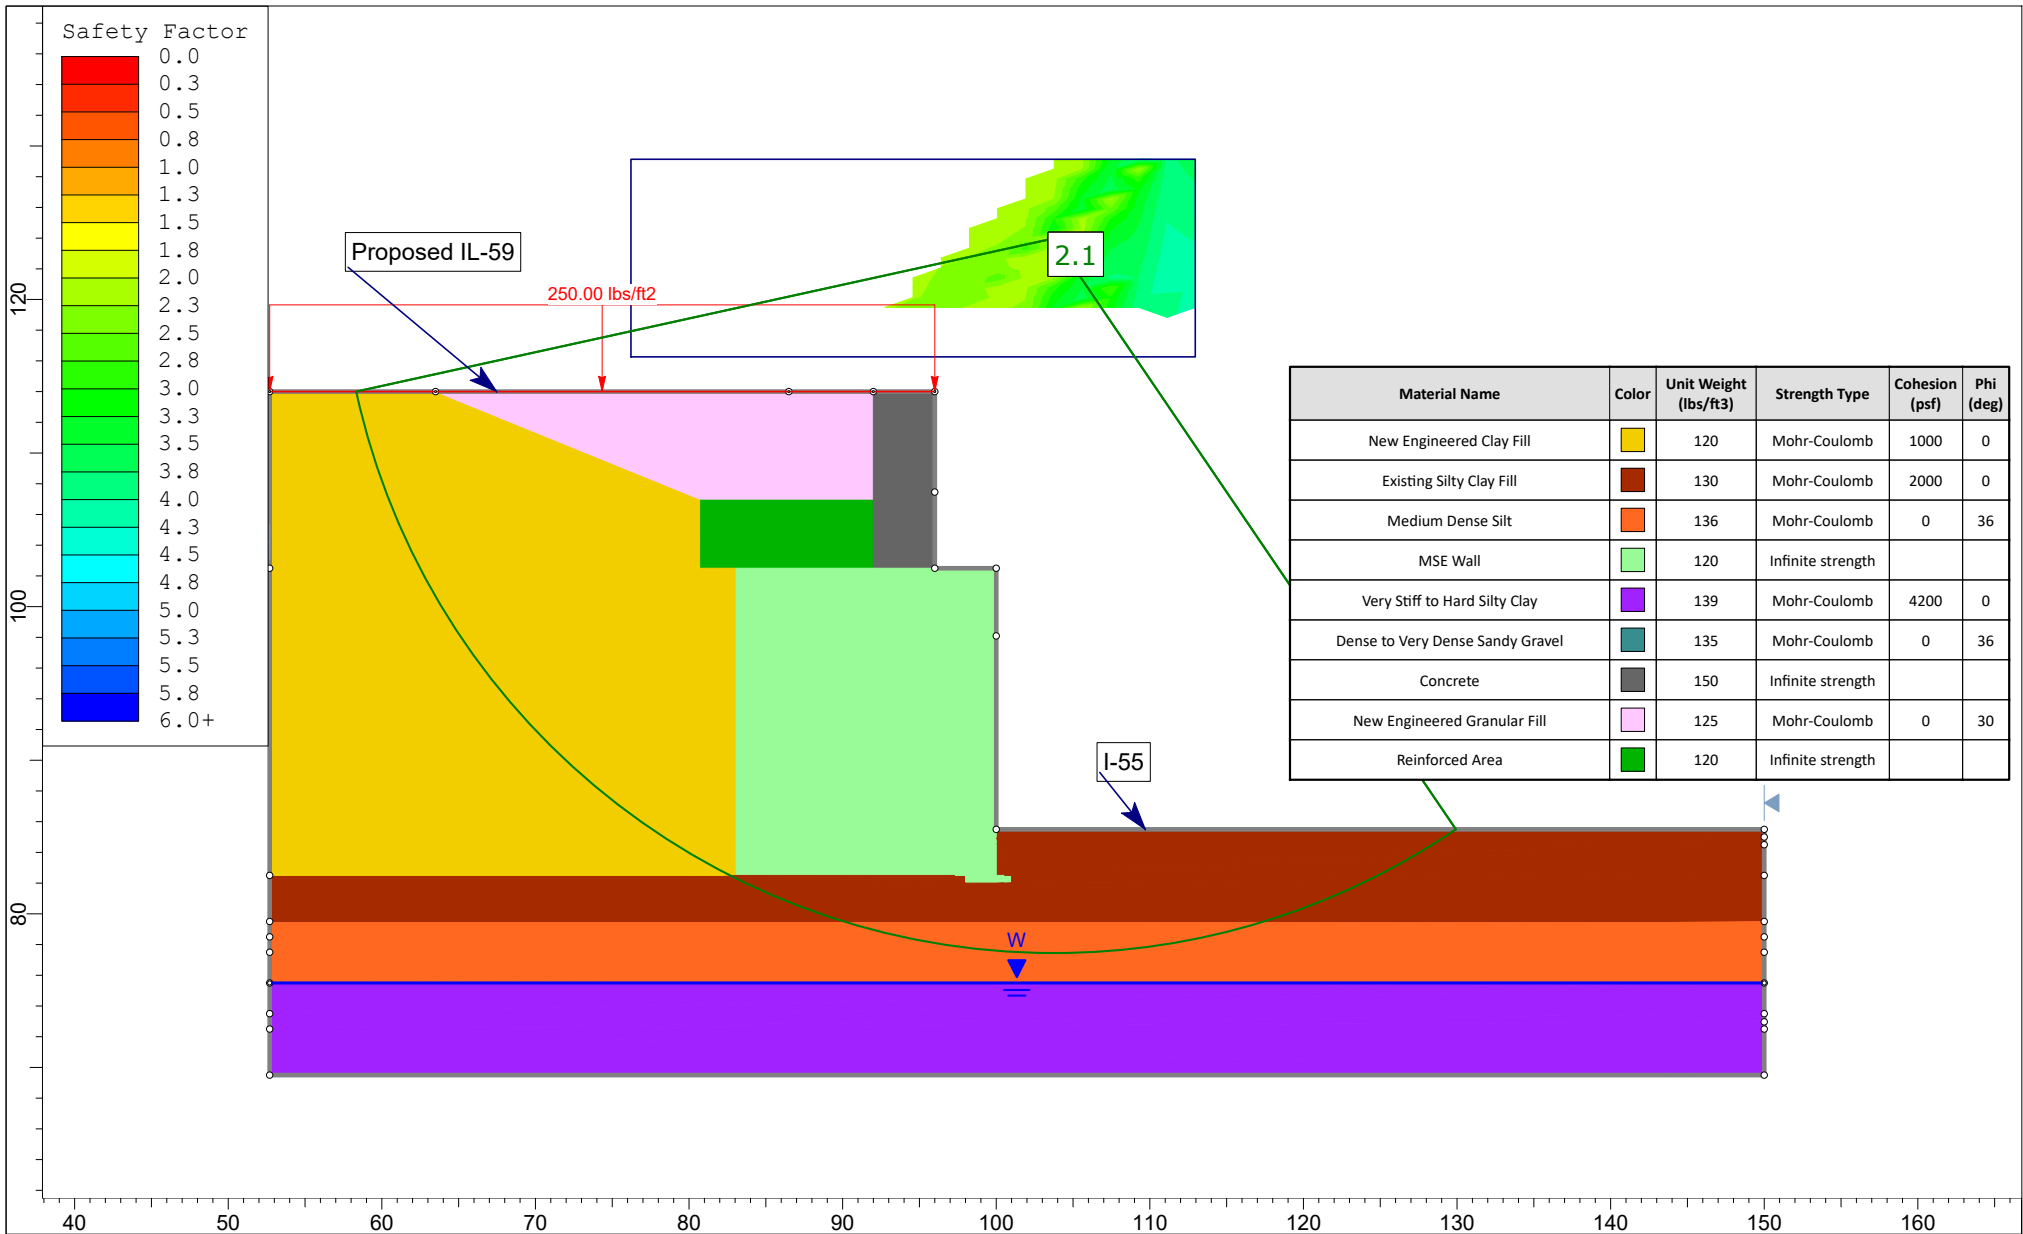 Safety Factor
0.0
0.3
0.5
0.8
1.0
1.3
1.5
1.8
2.0
2.3
2.5
2.8
3.0
3.3
3.5
3.8
4.0
4.3
4.5
4.8
5.0
5.3
5.5
5.8
6.0+
Proposed IL-59
2.1
250.00 lbs/ft2
Material Name Color Unit Weight (lbs/ft3) Strength Type Cohesion (psf) Phi (deg)
New Engineered Clay Fill 120 Mohr-Coulomb 1000 0
Existing Silty Clay Fill 130 Mohr-Coulomb 2000 0
Medium Dense Silt 136 Mohr-Coulomb 0 36
MSE Wall 120 Infinite strength
Very Stiff to Hard Silty Clay 139 Mohr-Coulomb 4200 0
Dense to Very Dense Sandy Gravel 135 Mohr-Coulomb 0 36
Concrete 150 Infinite strength
New Engineered Granular Fill 125 Mohr-Coulomb 0 30
Reinforced Area 120 Infinite strength
I-55
W
120
100
80
40 50 60 70 80 90 100 110 120 130 140 150 160